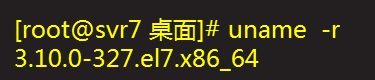 [root@svr7 桌面]# uname  -r
3.10.0-327.el7.x86_64